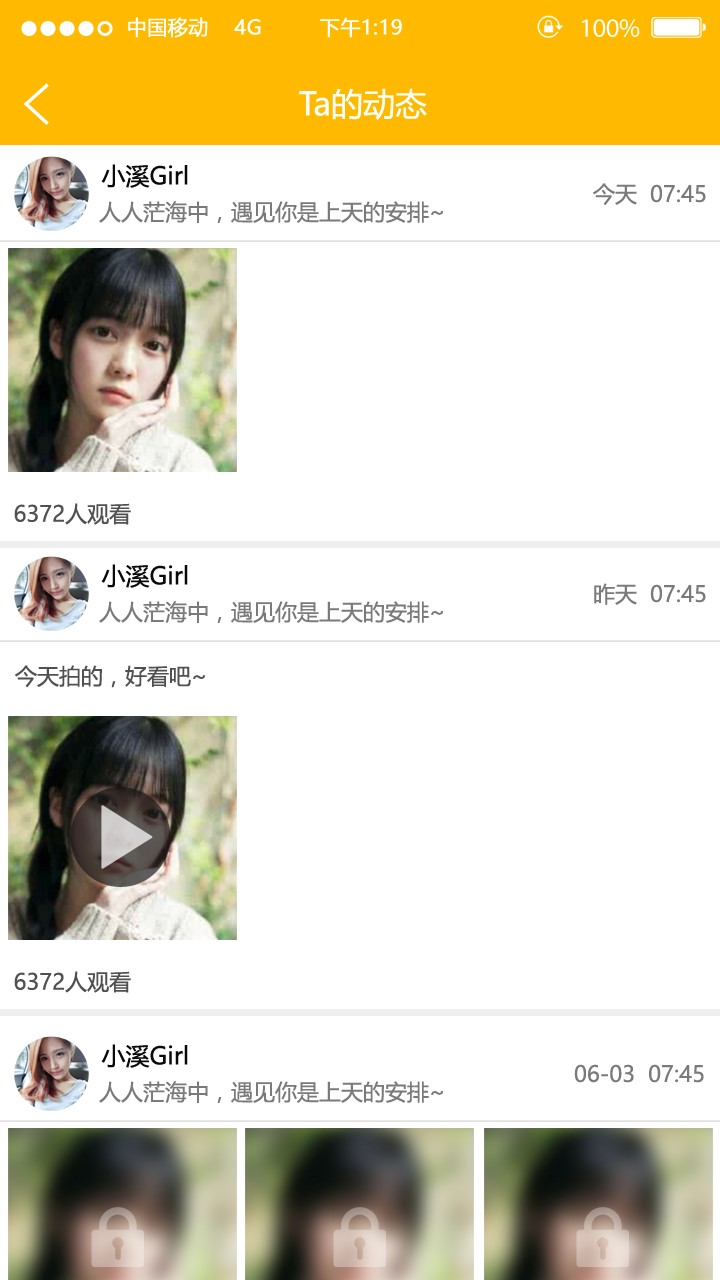 中国移动 4G 下午1:19 100%
Ta的动态
小溪Girl
人人茫海中，遇见你是上天的安排~
今天 07:45
6372人观看
小溪Girl
人人茫海中，遇见你是上天的安排~
昨天 07:45
今天拍的，好看吧~
6372人观看
小溪Girl
人人茫海中，遇见你是上天的安排~
06-03 07:45